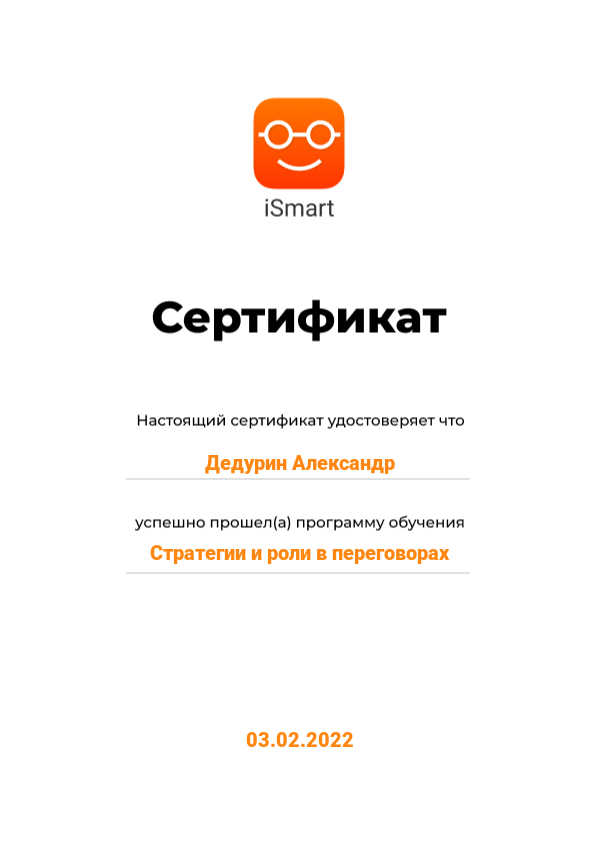 iSmart
Сертификат
Настоящий сертификат удостоверяет что
Дедурин Александр
успешно прошел(а) программу обучения
Стратегии и роли в переговорах
03.02.2022